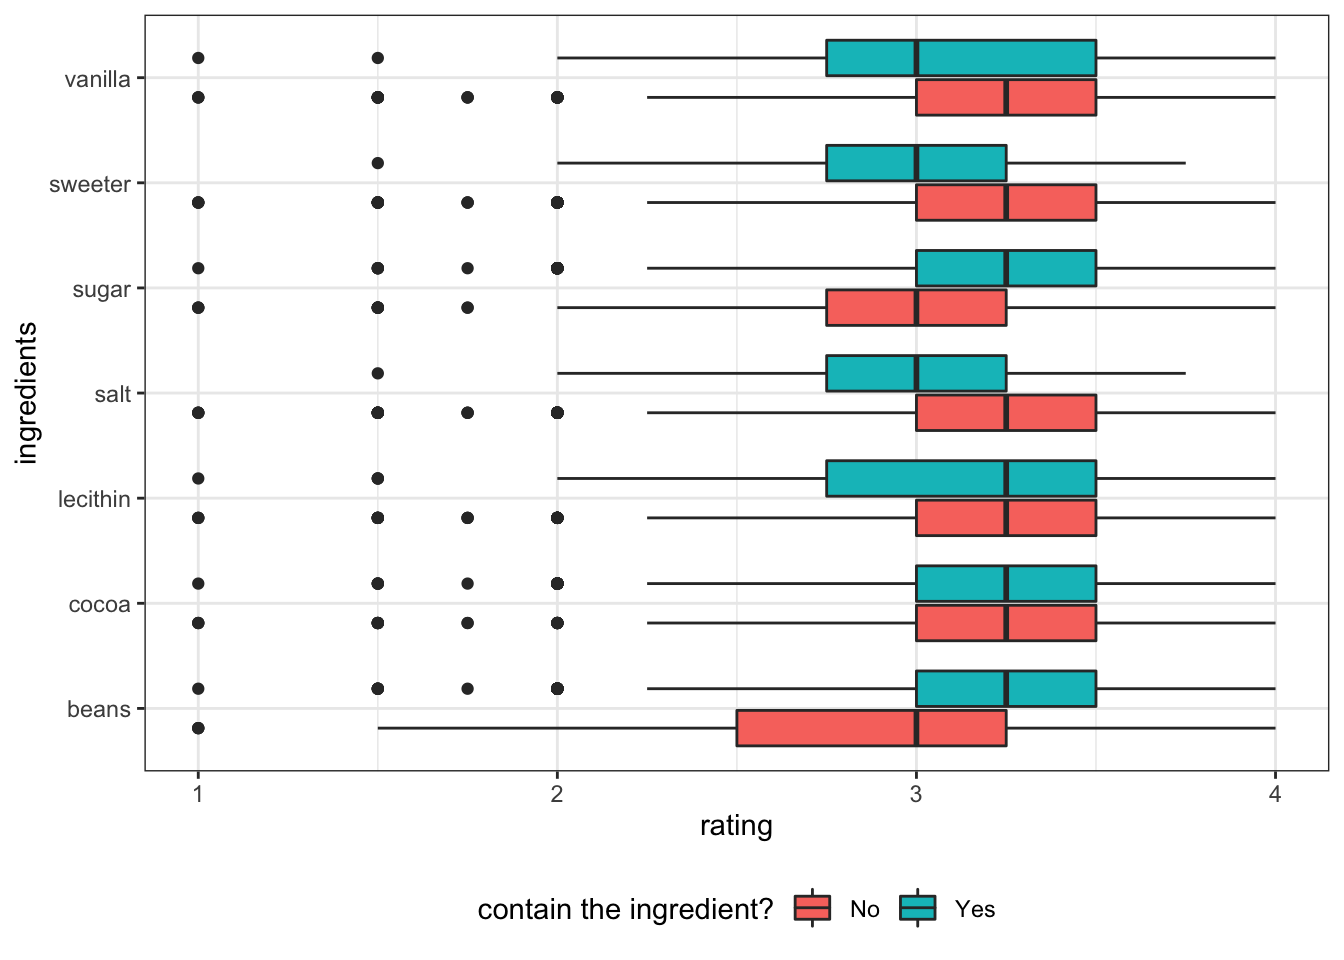 vanilla
sweeter
sugar
salt
lecithin
cocoa
beans
ingredients
1 2 3 4
rating
contain the ingredient? No Yes